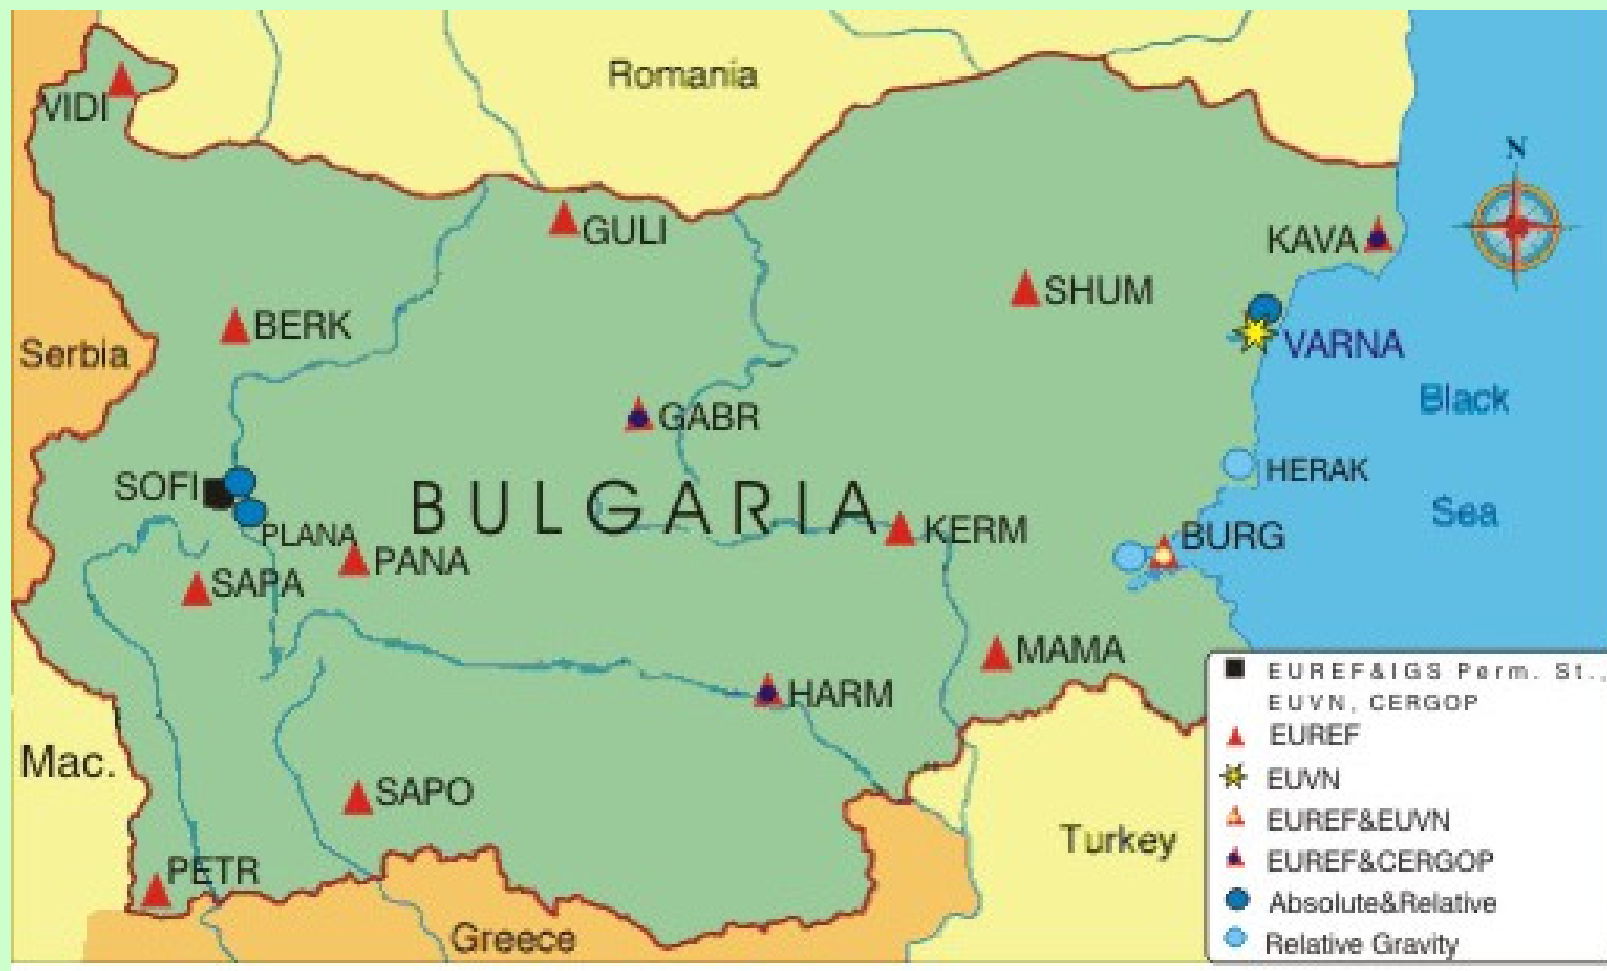 Romania
VIDI
N
GULI
KAVA
SHUM
BERK
VARNA
Serbia
Black
GABR
HERAK
SOFI
BULGARIA
Sea
PLANA
KERM
BURG
PANA
SAPA
MAMA
HARM
Mac.
SAPO
Turkey
PETR
Greece
EUREF&IGS Perm. St.,
EUVN, CERGOP
EUREF
EUVN
EUREF&EUVN
EUREF&CERGOP
Absolute&Relative
Relative Gravity